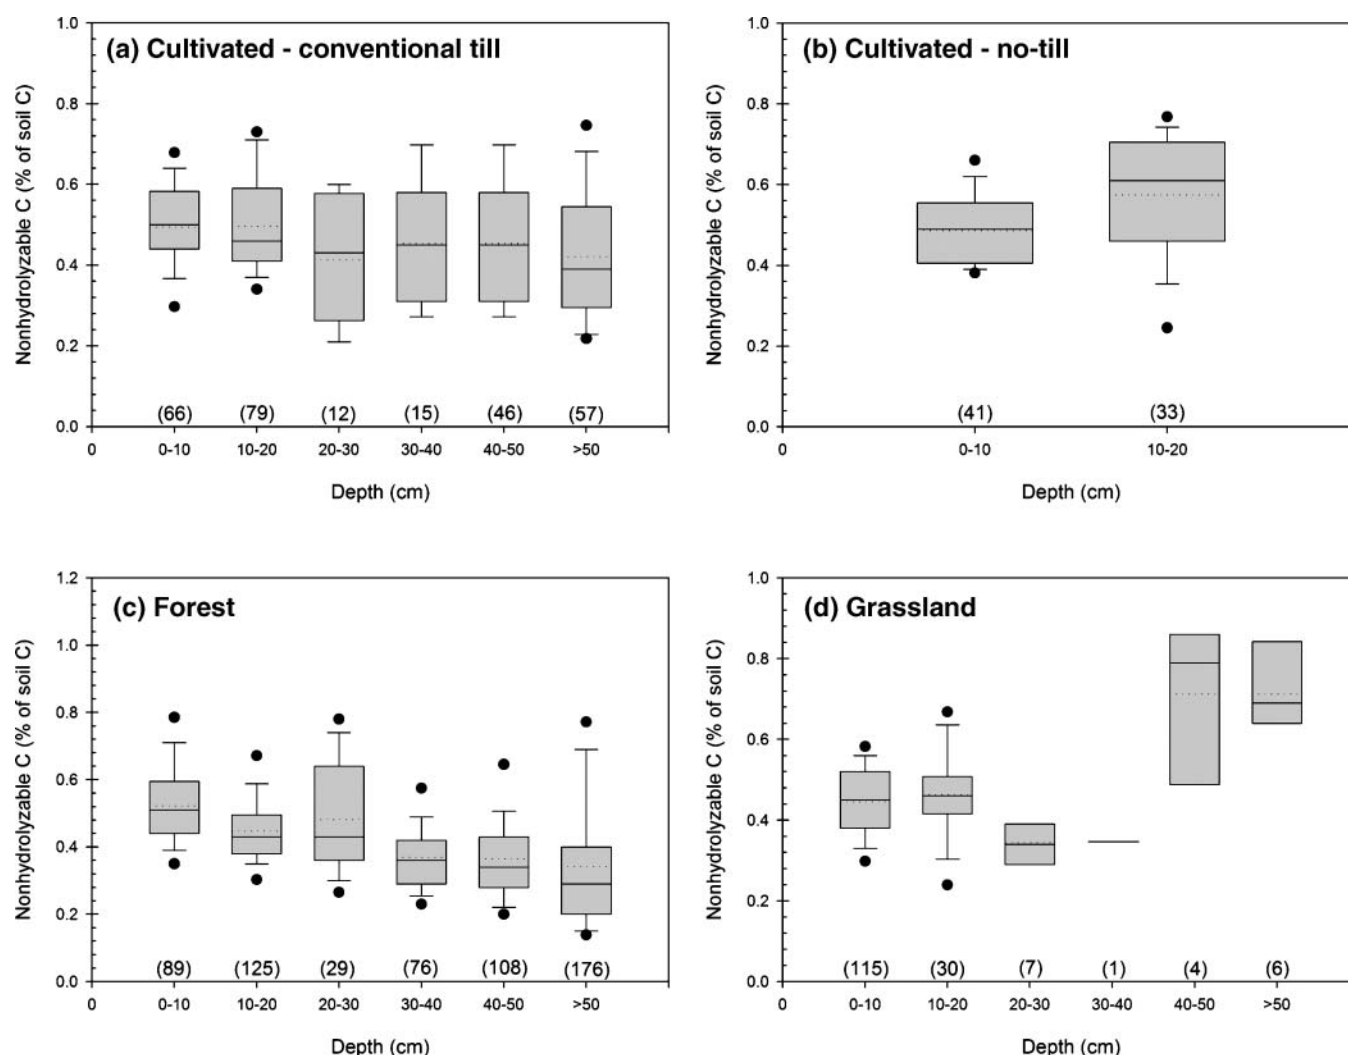 (a) Cultivated - conventional till
Nonhydrolyzable C (% of soil C)
1.0
0.8
0.6
0.4
0.2
0.0
(66) (79) (12) (15) (46) (57)
0 0-10 10-20 20-30 30-40 40-50 >50
Depth (cm)
(b) Cultivated - no-till
Nonhydrolyzable C (% of soil C)
1.0
0.8
0.6
0.4
0.2
0.0
(41) (33)
0 0-10 10-20
Depth (cm)
(c) Forest
Nonhydrolyzable C (% of soil C)
1.2
1.0
0.8
0.6
0.4
0.2
0.0
(89) (125) (29) (76) (108) (176)
0 0-10 10-20 20-30 30-40 40-50 >50
Depth (cm)
(d) Grassland
Nonhydrolyzable C (% of soil C)
1.0
0.8
0.6
0.4
0.2
0.0
(115) (30) (7) (1) (4) (6)
0 0-10 10-20 20-30 30-40 40-50 >50
Depth (cm)